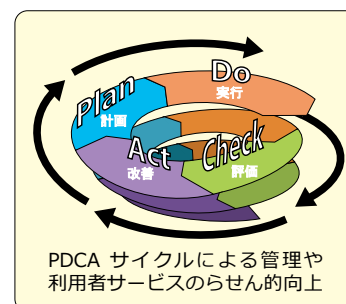 Plan
計画
Do
実行
Check
評価
Act
改善
PDCA サイクルによる管理や
利用者サービスのらせん的向上